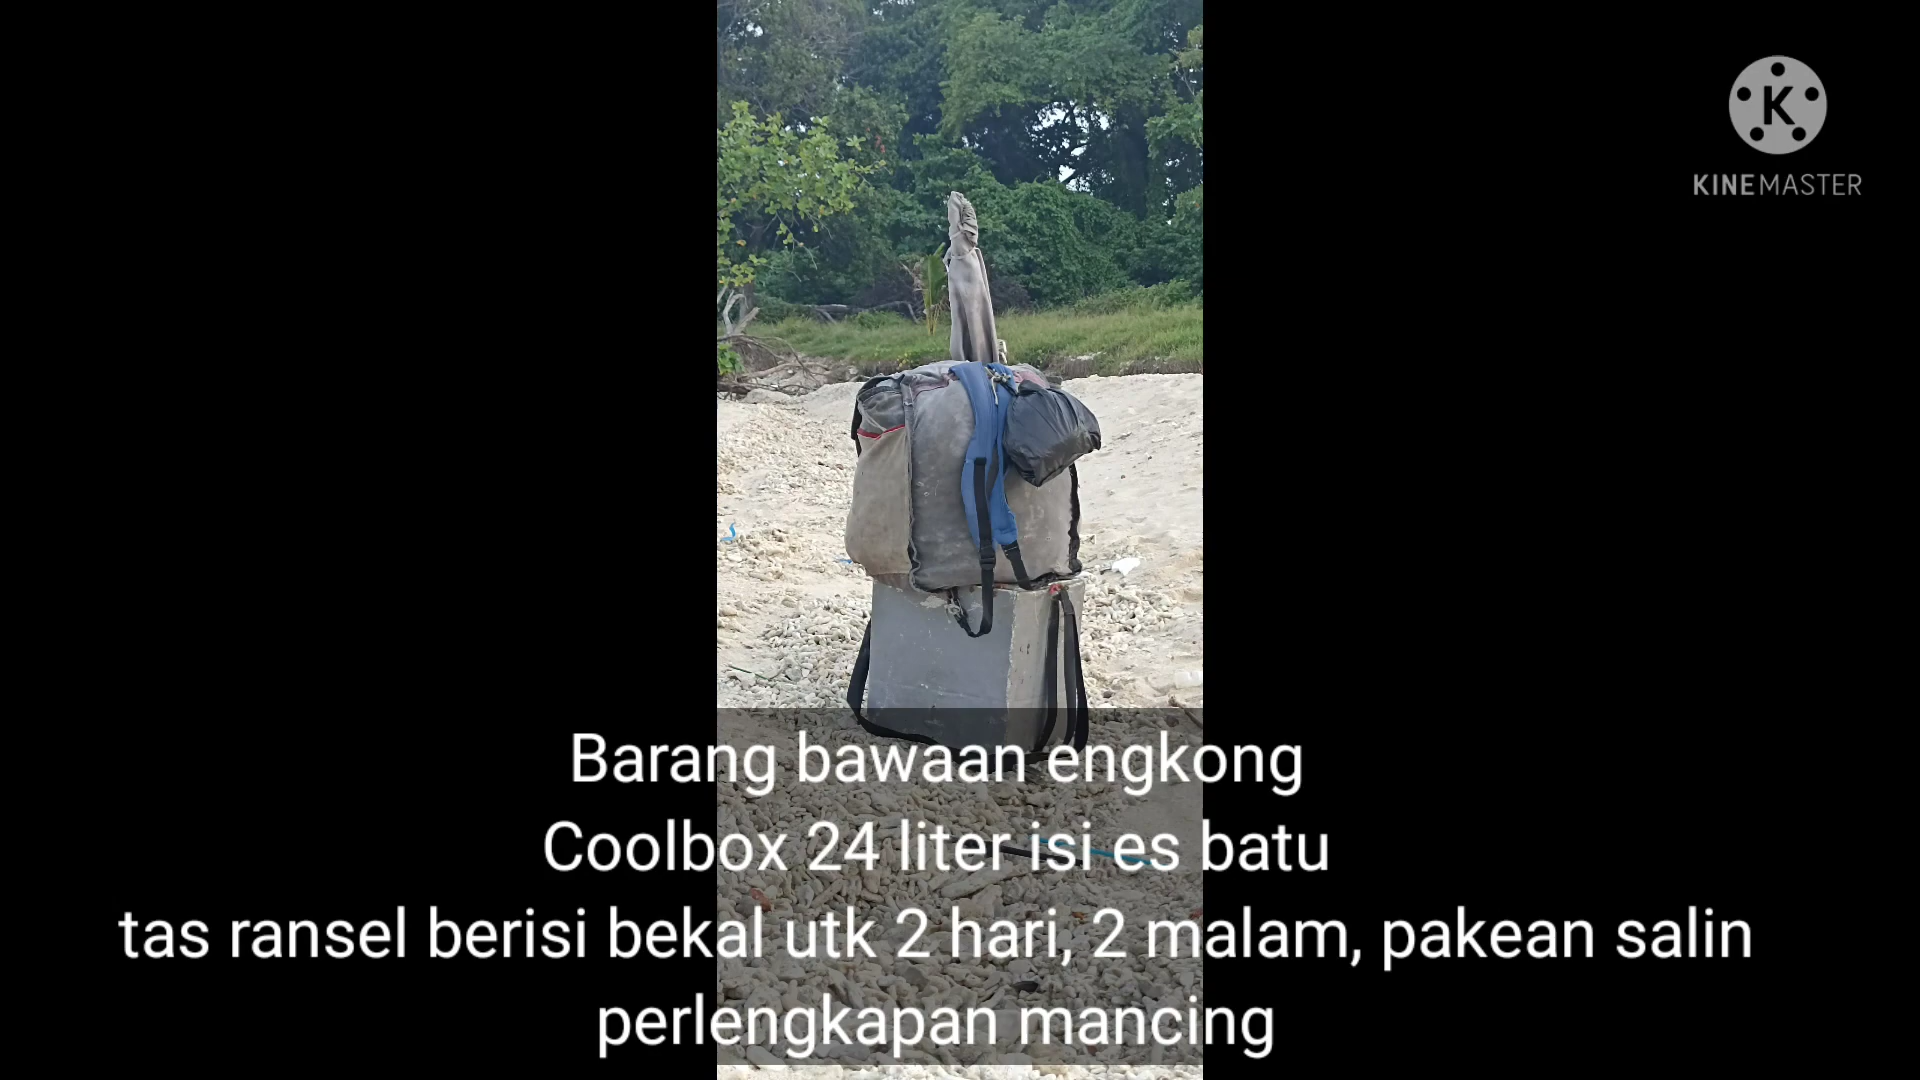 K
KINEMASTER
Barang bawaan engkong
Coolbox 24 liter isi es batu
tas ransel berisi bekal utk 2 hari, 2 malam, pakean salin
perlengkapan mancing